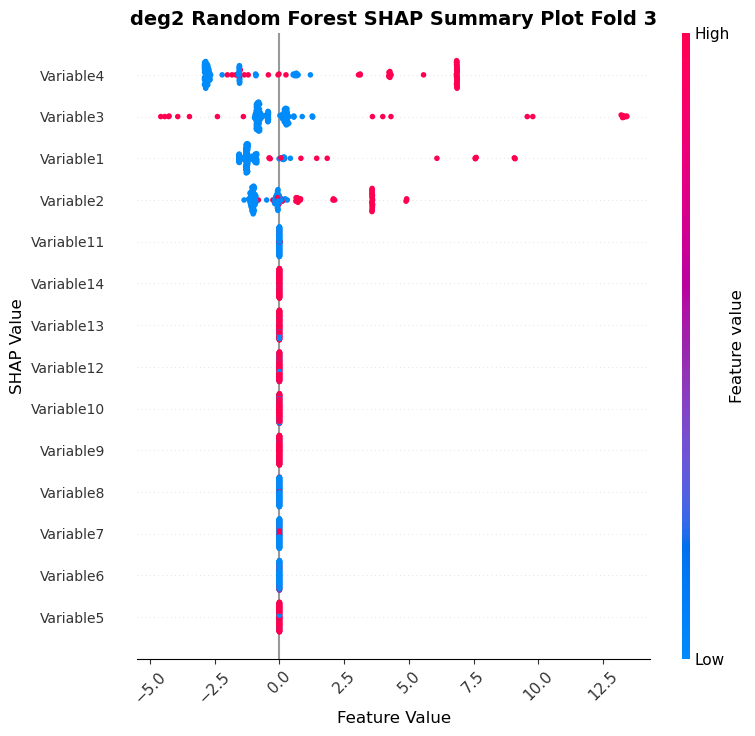 deg2 Random Forest SHAP Summary Plot Fold 3
High
Variable4
Variable3
Variable1
Variable2
Variable11
Variable14
Variable13
Variable12
Variable10
Variable9
Variable8
Variable7
Variable6
Variable5
SHAP Value
Feature value
Low
−5.0
−2.5
0.0
2.5
5.0
7.5
10.0
12.5
Feature Value